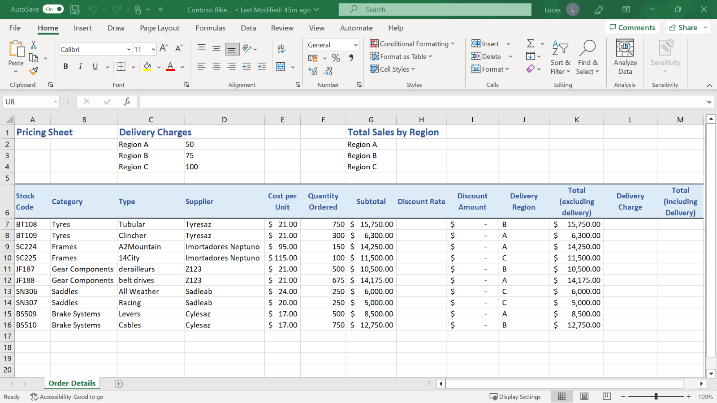 AutoSave On Contoso Bike... • Last Modified: 45m ago Search Lucas L
File Home Insert Draw Page Layout Formulas Data Review View Automate Help Comments Share
Paste Calibri 11 A A General Conditional Formatting Insert Sort & Find & Analyze Sensitivity
B I U A $ % Format as Table Delete Filter Select Data
Cell Styles Format
Clipboard Font Alignment Number Styles Cells Editing Analysis Sensitivity
U8 fx
A B C D E F G H I J K L M
1 Pricing Sheet Delivery Charges Total Sales by Region
2 Region A 50 Region A
3 Region B 75 Region B
4 Region C 100 Region C
5
6 Stock Code Category Type Supplier Cost per Unit Quantity Ordered Subtotal Discount Rate Discount Amount Delivery Region Total (excluding delivery) Delivery Charge Total (Including Delivery)
7 BT108 Tyres Tubular Tyresaz $ 21.00 750 $ 15,750.00 $ - B $ 15,750.00
8 BT109 Tyres Clincher Tyresaz $ 21.00 300 $ 6,300.00 $ - A $ 6,300.00
9 SC224 Frames A2Mountain Imortadores Neptuno $ 95.00 150 $ 14,250.00 $ - A $ 14,250.00
10 SC225 Frames 14City Imortadores Neptuno $ 115.00 100 $ 11,500.00 $ - C $ 11,500.00
11 JF187 Gear Components derailleurs Z123 $ 21.00 500 $ 10,500.00 $ - B $ 10,500.00
12 JF188 Gear Components belt drives Z123 $ 21.00 675 $ 14,175.00 $ - A $ 14,175.00
13 SN306 Saddles All Weather Sadleab $ 24.00 250 $ 6,000.00 $ - C $ 6,000.00
14 SN307 Saddles Racing Sadleab $ 20.00 250 $ 5,000.00 $ - C $ 5,000.00
15 BS509 Brake Systems Levers Cylesaz $ 17.00 500 $ 8,500.00 $ - A $ 8,500.00
16 BS510 Brake Systems Cables Cylesaz $ 17.00 750 $ 12,750.00 $ - B $ 12,750.00
17
18
19
20
Order Details
Ready Accessibility: Good to go Display Settings 100%